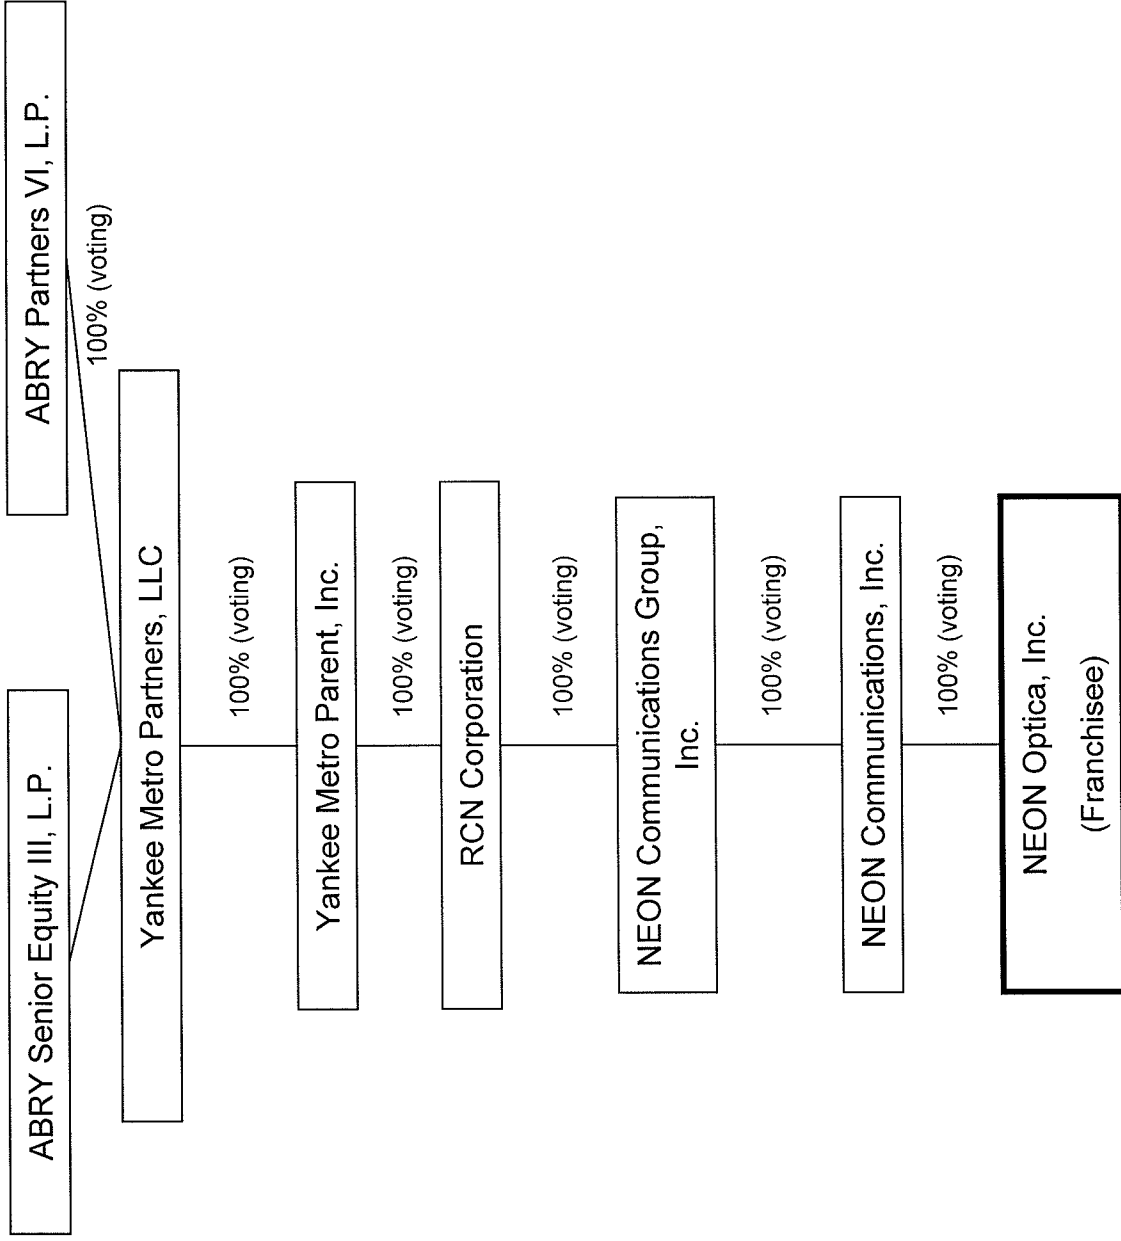 ABRY Senior Equity III, L.P.
ABRY Partners VI, L.P.
100% (voting)
Yankee Metro Partners, LLC
100% (voting)
Yankee Metro Parent, Inc.
100% (voting)
RCN Corporation
100% (voting)
NEON Communications Group,
Inc.
100% (voting)
NEON Communications, Inc.
100% (voting)
NEON Optica, Inc.
(Franchisee)